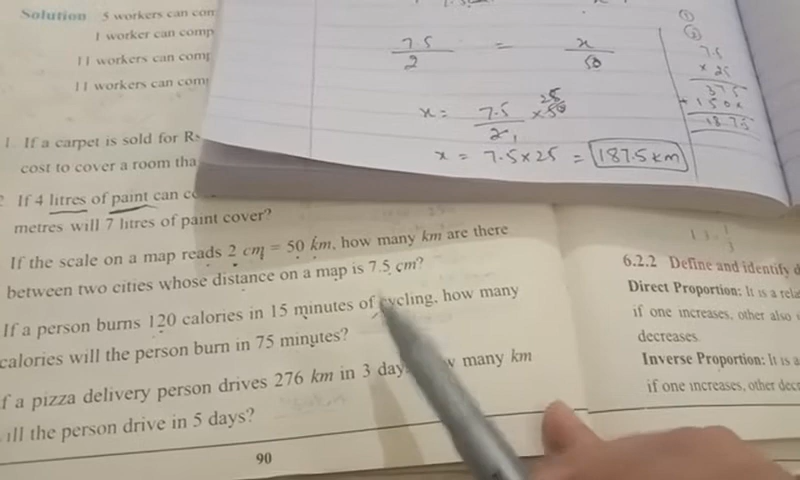 Solution 5 workers can
1 worker can comp
11 workers can comp
11 workers can com
7.5/2 = x/50
x = 7.5/2 × 50 25
1
x = 7.5 × 25 = 187.5 km
①
②
7.5
× 25
375
+ 150x
18.75
1. If a carpet is sold for Rs
cost to cover a room tha
2 If 4 litres of paint can
metres will 7 litres of paint cover?
If the scale on a map reads 2 cm = 50 km, how many km are there
between two cities whose distance on a map is 7.5 cm?
If a person burns 120 calories in 15 minutes of cycling, how many
calories will the person burn in 75 minutes?
f a pizza delivery person drives 276 km in 3 day many km
ill the person drive in 5 days?
90
1/3
6.2.2 Define and identify d
Direct Proportion: It is a rela
if one increases, other also i
decreases.
Inverse Proportion: It is a
if one increases, other decr